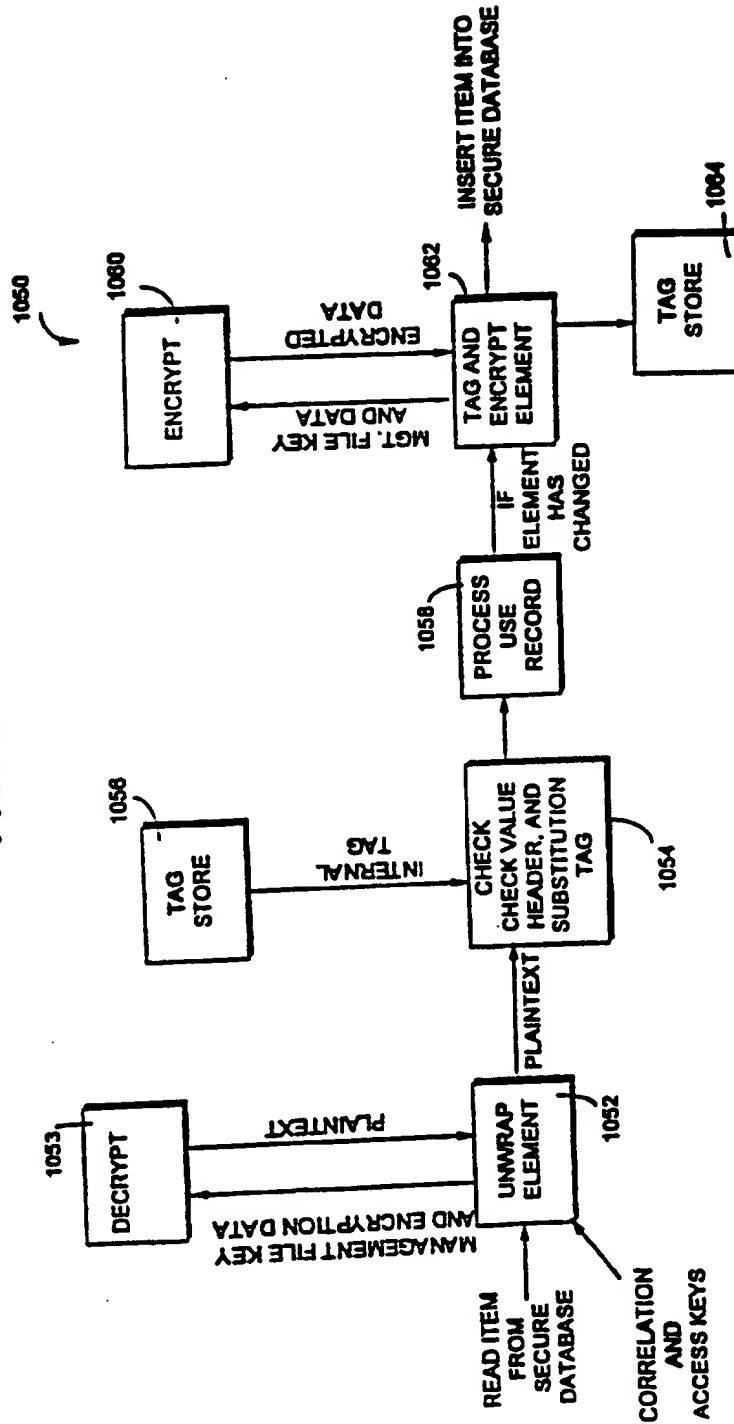 1050
1053
DECRYPT
MANAGEMENT FILE KEY
AND ENCRYPTION DATA
PLAINTEXT
READ ITEM
FROM
SECURE
DATABASE
UNWRAP
ELEMENT
1052
CORRELATION
AND
ACCESS KEYS
PLAINTEXT
1056
TAG
STORE
INTERNAL
TAG
CHECK
CHECK VALUE
HEADER, AND
SUBSTITUTION
TAG
1054
1058
PROCESS
USE
RECORD
IF
ELEMENT
HAS
CHANGED
1060
ENCRYPT
MGT. FILE KEY
AND DATA
ENCRYPTED
DATA
1062
TAG AND
ENCRYPT
ELEMENT
INSERT ITEM INTO
SECURE DATABASE
TAG
STORE
1064